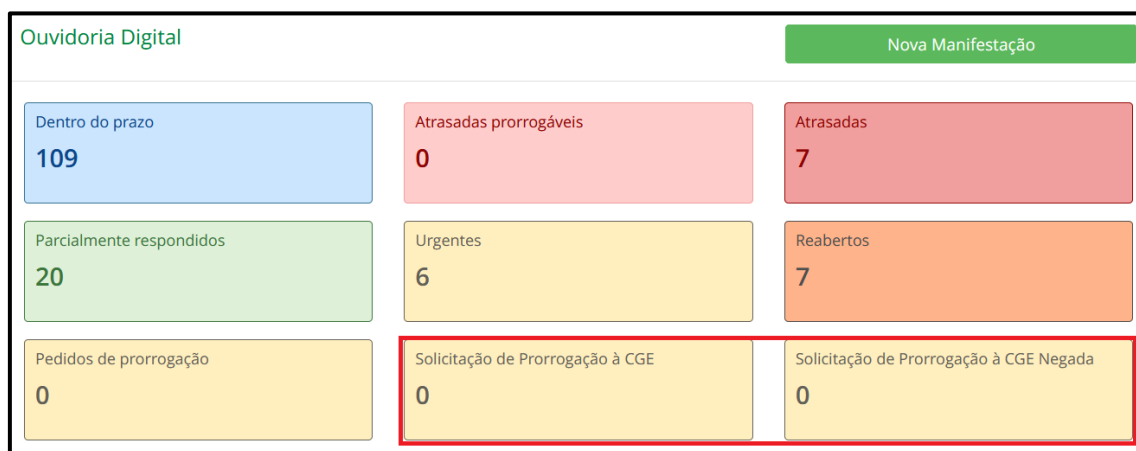 Ouvidoria Digital
Nova Manifestação
Dentro do prazo
109
Atrasadas prorrogáveis
0
Atrasadas
7
Parcialmente respondidos
20
Urgentes
6
Reabertos
7
Pedidos de prorrogação
0
Solicitação de Prorrogação à CGE
0
Solicitação de Prorrogação à CGE Negada
0